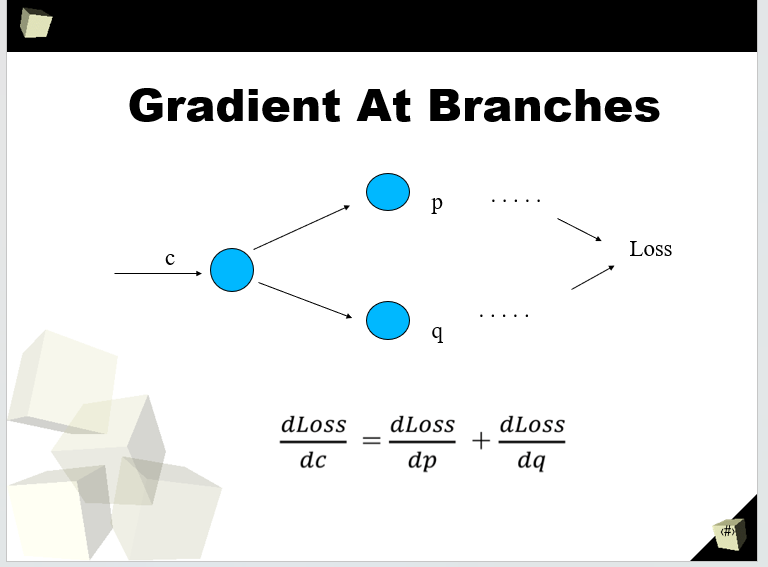 Gradient At Branches
p
. . . . .
c
Loss
q
. . . . .
dLoss/dc = dLoss/dp + dLoss/dq
‹#›